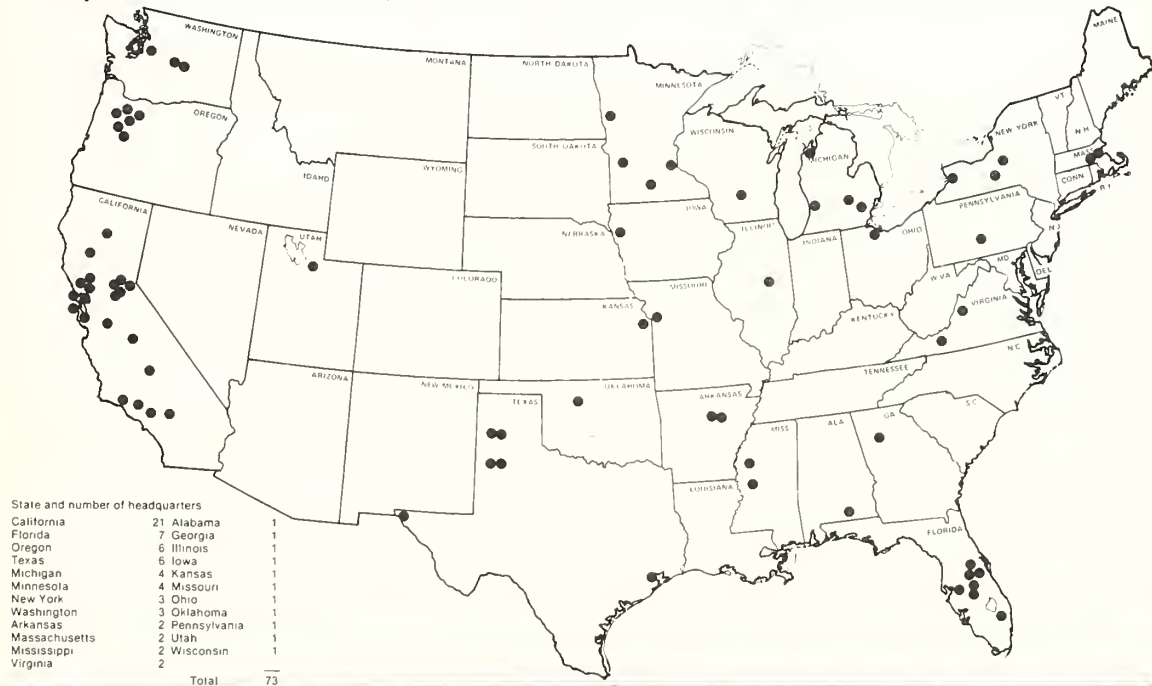 WASHINGTON
MONTANA
NORTH DAKOTA
MINNESOTA
MAINE
OREGON
IDAHO
WYOMING
SOUTH DAKOTA
WISCONSIN
MICHIGAN
NEW YORK
VT
NH
MASS
CONN
RI
CALIFORNIA
NEVADA
UTAH
COLORADO
NEBRASKA
IOWA
ILLINOIS
INDIANA
OHIO
PENNSYLVANIA
NJ
MD
DEL
W VA
VIRGINIA
KANSAS
MISSOURI
KENTUCKY
NC
TENNESSEE
ARIZONA
NEW MEXICO
TEXAS
OKLAHOMA
ARKANSAS
MISS
ALA
GA
SC
LOUISIANA
FLORIDA
State and number of headquarters
California 21 Alabama 1
Florida 7 Georgia 1
Oregon 6 Illinois 1
Texas 6 Iowa 1
Michigan 4 Kansas 1
Minnesola 4 Missouri 1
New York 3 Ohio 1
Washington 3 Oklahoma 1
Arkansas 2 Pennsylvania 1
Massachusetts 2 Utah 1
Mississippi 2 Wisconsin 1
Virginia 2
Total 73